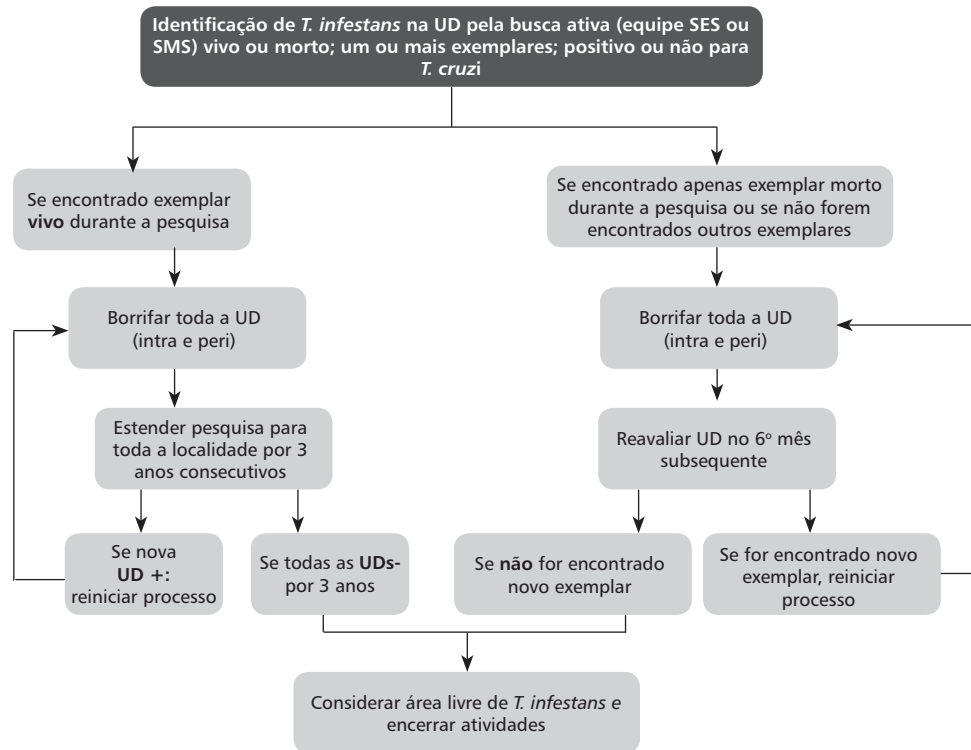 Identificação de T. infestans na UD pela busca ativa (equipe SES ou
SMS) vivo ou morto; um ou mais exemplares; positivo ou não para
T. cruzi
Se encontrado exemplar
vivo durante a pesquisa
Se encontrado apenas exemplar morto
durante a pesquisa ou se não forem
encontrados outros exemplares
Borrifar toda a UD
(intra e peri)
Borrifar toda a UD
(intra e peri)
Estender pesquisa para
toda a localidade por 3
anos consecutivos
Reavaliar UD no 6º mês
subsequente
Se nova
UD +:
reiniciar processo
Se todas as UDs-
por 3 anos
Se não for encontrado
novo exemplar
Se for encontrado novo
exemplar, reiniciar
processo
Considerar área livre de T. infestans e
encerrar atividades